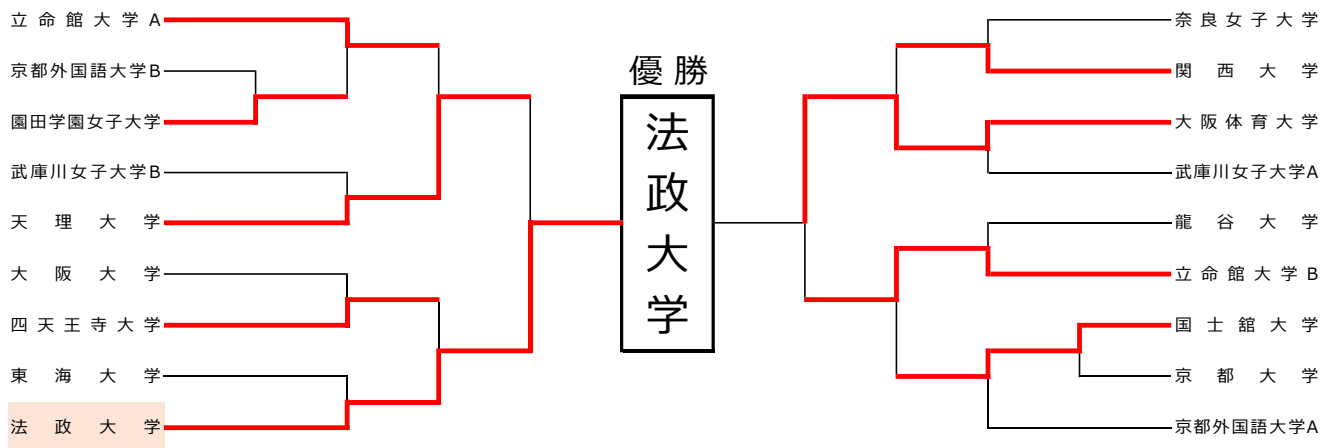 立命館大学A
京都外国語大学B
園田学園女子大学
武庫川女子大学B
天理大学
大阪大学
四天王寺大学
東海大学
法政大学
優勝
法政大学
奈良女子大学
関西大学
大阪体育大学
武庫川女子大学A
龍谷大学
立命館大学B
国士舘大学
京都大学
京都外国語大学A